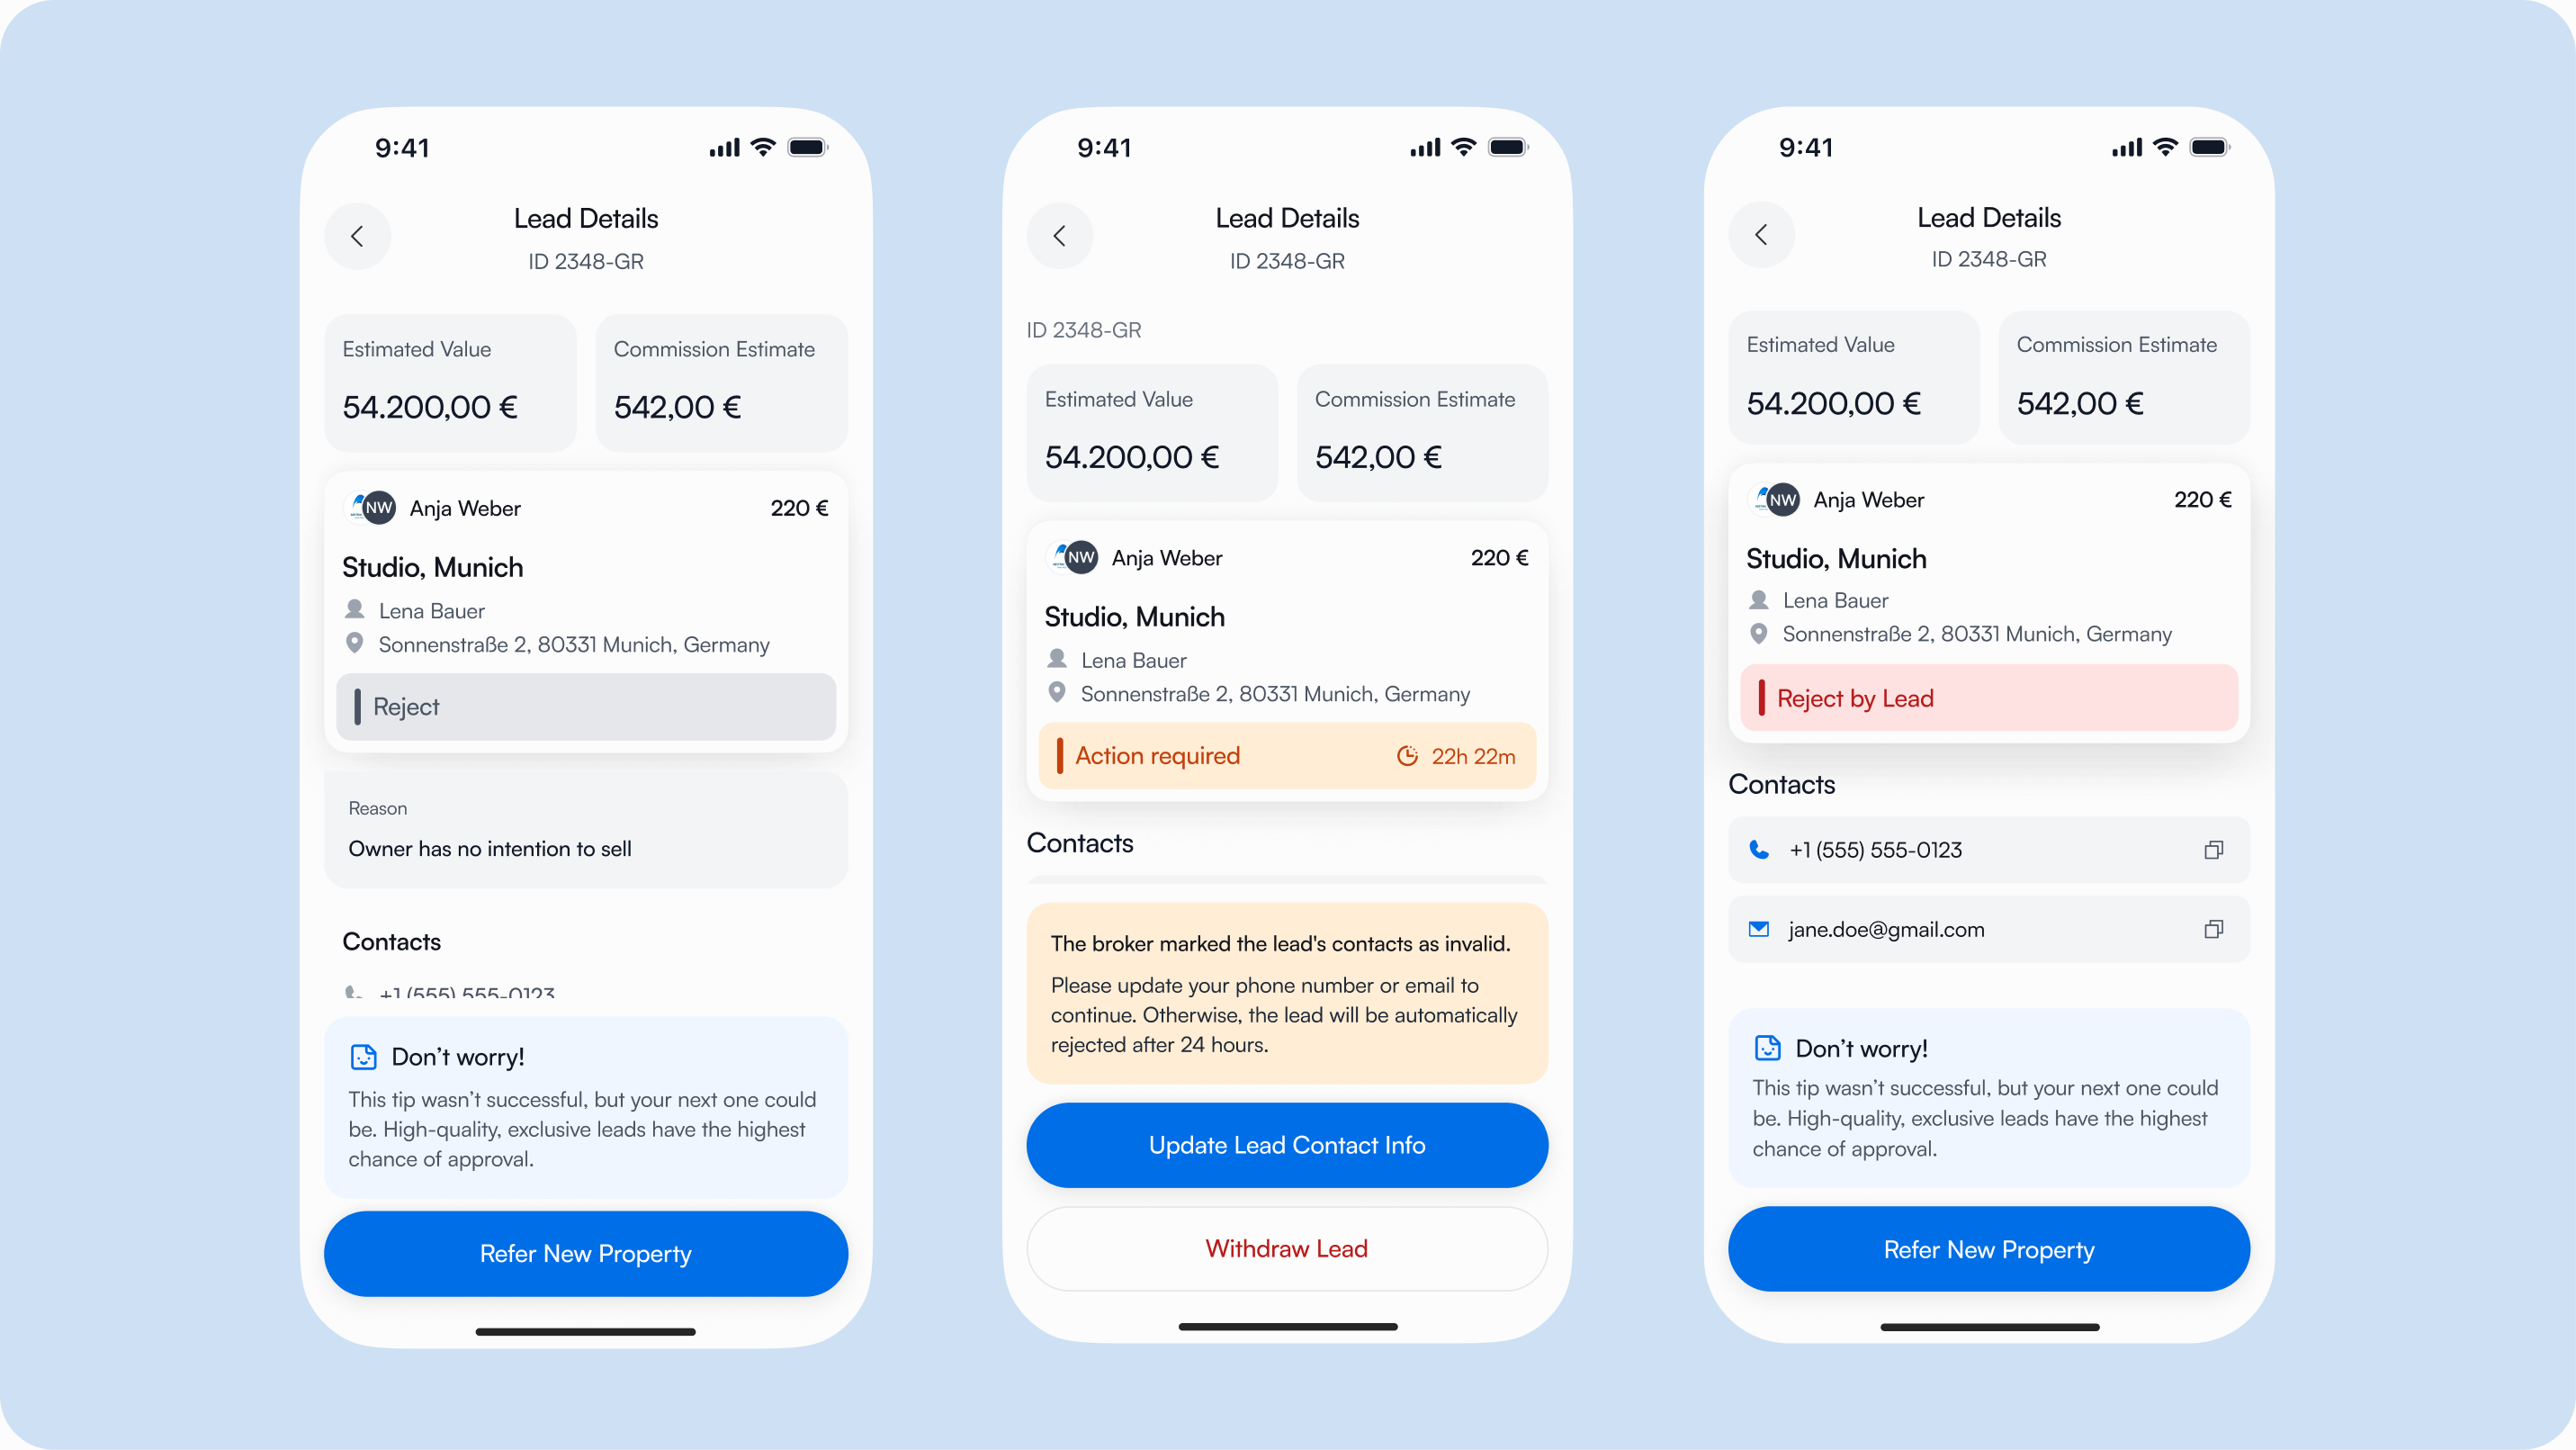 9:41
Lead Details
ID 2348-GR
Estimated Value
Commission Estimate
54.200,00 €
542,00 €
NW
Anja Weber
220 €
Studio, Munich
Lena Bauer
Sonnenstraße 2, 80331 Munich, Germany
Reject
Reason
Owner has no intention to sell
Contacts
+1 (555) 555-0123
Don’t worry!
This tip wasn’t successful, but your next one could
be. High-quality, exclusive leads have the highest
chance of approval.
Refer New Property
9:41
Lead Details
ID 2348-GR
ID 2348-GR
Estimated Value
Commission Estimate
54.200,00 €
542,00 €
NW
Anja Weber
220 €
Studio, Munich
Lena Bauer
Sonnenstraße 2, 80331 Munich, Germany
Action required
22h 22m
Contacts
The broker marked the lead's contacts as invalid.
Please update your phone number or email to
continue. Otherwise, the lead will be automatically
rejected after 24 hours.
Update Lead Contact Info
Withdraw Lead
9:41
Lead Details
ID 2348-GR
Estimated Value
Commission Estimate
54.200,00 €
542,00 €
NW
Anja Weber
220 €
Studio, Munich
Lena Bauer
Sonnenstraße 2, 80331 Munich, Germany
Reject by Lead
Contacts
+1 (555) 555-0123
jane.doe@gmail.com
Don’t worry!
This tip wasn’t successful, but your next one could
be. High-quality, exclusive leads have the highest
chance of approval.
Refer New Property